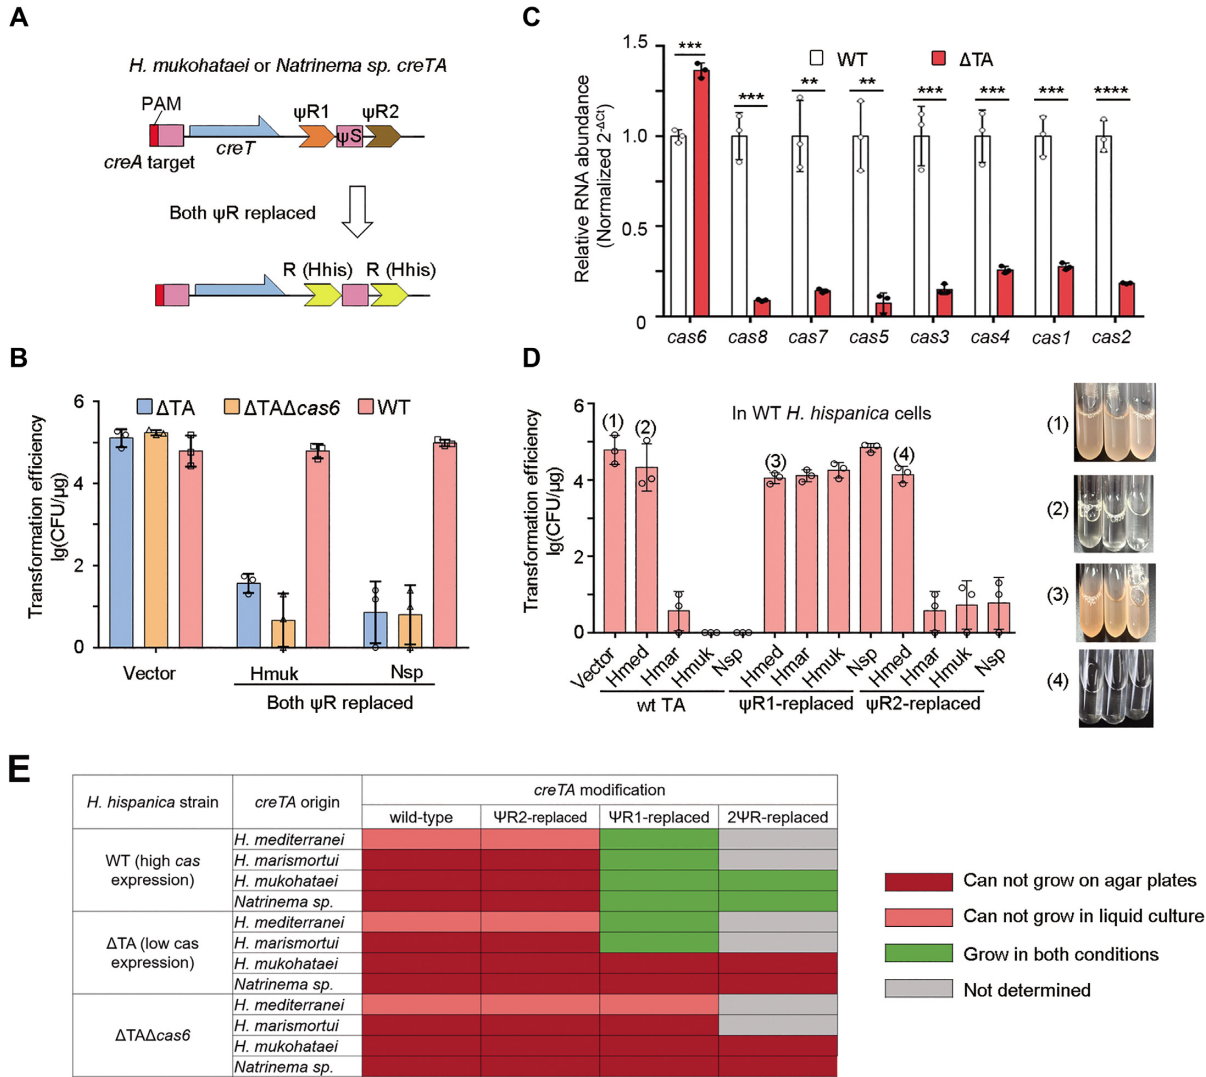 A
H. mukohataei or Natrinema sp. creTA
PAM
ψR1
ψR2
ψS
creT
creA target
Both ψR replaced
R (Hhis)
R (Hhis)
B
ΔTA
ΔTAΔcas6
WT
Transformation efficiency
lg(CFU/µg)
6
4
2
0
Vector
Hmuk
Nsp
Both ψR replaced
C
WT
ΔTA
Relative RNA abundance
(Normalized 2-ΔCt)
1.5
1.0
0.5
0
***
***
**
**
***
***
***
****
cas6
cas8
cas7
cas5
cas3
cas4
cas1
cas2
D
In WT H. hispanica cells
Transformation efficiency
lg(CFU/µg)
6
4
2
0
(1)
(2)
(3)
(4)
Vector
Hmed
Hmar
Hmuk
Nsp
Hmed
Hmar
Hmuk
Nsp
Hmed
Hmar
Hmuk
Nsp
wt TA
ψR1-replaced
ψR2-replaced
(1)
(2)
(3)
(4)
E
H. hispanica strain
creTA origin
creTA modification
wild-type
ΨR2-replaced
ΨR1-replaced
2ΨR-replaced
WT (high cas
expression)
H. mediterranei
H. marismortui
H. mukohataei
Natrinema sp.
ΔTA (low cas
expression)
H. mediterranei
H. marismortui
H. mukohataei
Natrinema sp.
ΔTAΔcas6
H. mediterranei
H. marismortui
H. mukohataei
Natrinema sp.
Can not grow on agar plates
Can not grow in liquid culture
Grow in both conditions
Not determined